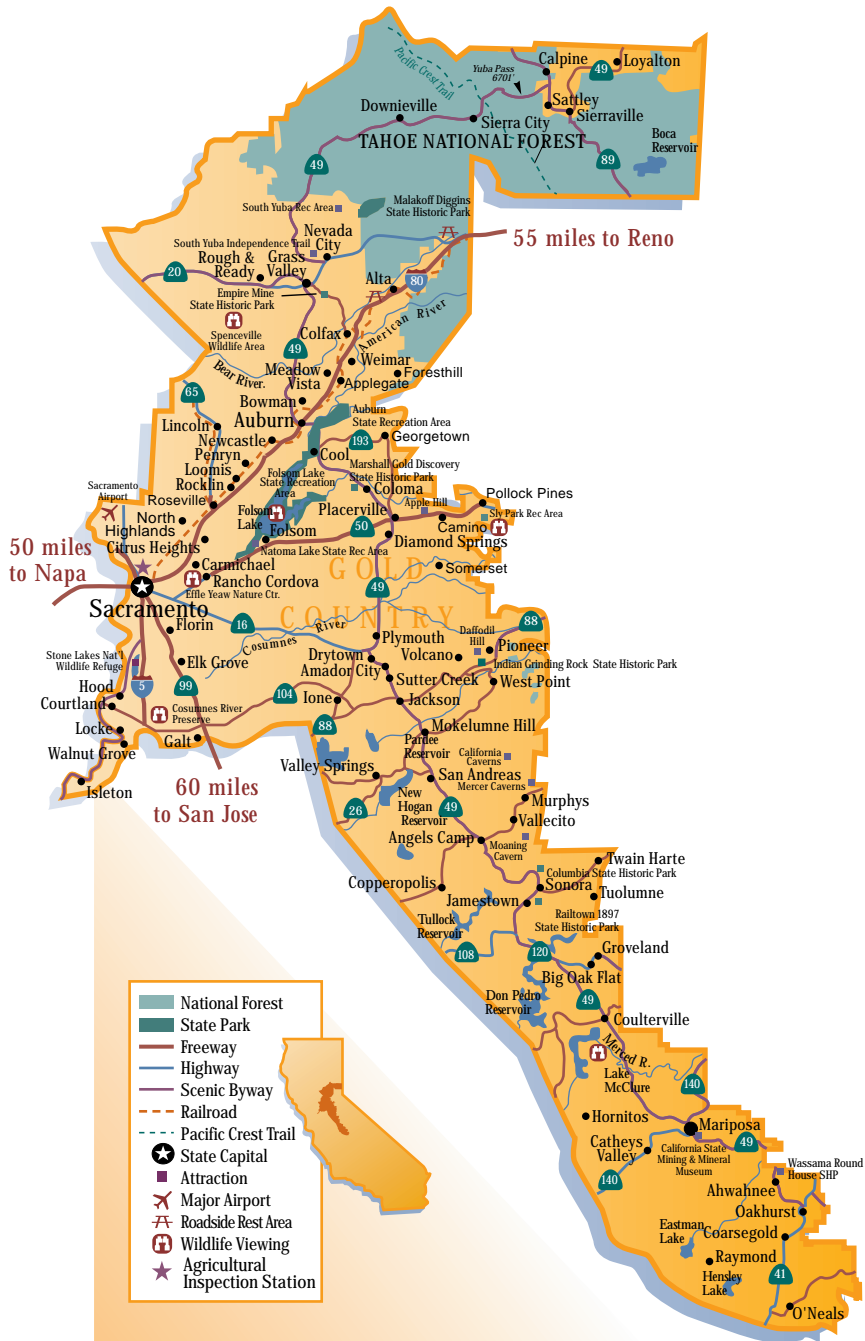 Pacific Crest Trail
Yuba Pass
6701'
Calpine
49
Loyalton
Sattley
Sierraville
Downieville
Sierra City
TAHOE NATIONAL FOREST
Boca
Reservoir
49
89
Malakoff Diggins
State Historic Park
South Yuba Rec Area
Nevada
City
South Yuba Independence Trail
55 miles to Reno
Rough &
Ready
Grass
Valley
20
Alta
80
Empire Mine
State Historic Park
Spenceville
Wildlife Area
American River
Colfax
49
Bear River.
Weimar
Meadow
Vista
Foresthill
Applegate
65
Bowman
Auburn
Auburn
State Recreation Area
Lincoln
Georgetown
Newcastle
193
Penryn
Cool
Loomis
Marshall Gold Discovery
State Historic Park
Folsom Lake
State Recreation
Area
Rocklin
Coloma
Sacramento
Airport
Roseville
Apple Hill
Pollock Pines
North
Highlands
Folsom
Lake
Placerville
Sly Park Rec Area
50
Camino
Citrus Heights
Folsom
Diamond Springs
50 miles
to Napa
Natoma Lake State Rec Area
Carmichael
GOLD
Somerset
Rancho Cordova
Effie Yeaw Nature Ctr.
49
Sacramento
COUNTRY
Florin
16
Cosumnes River
88
Plymouth
Daffodil
Hill
Pioneer
Stone Lakes Nat'l
Wildlife Refuge
Elk Grove
Drytown
Volcano
Amador City
Indian Grinding Rock State Historic Park
Sutter Creek
West Point
5
99
Hood
104
Ione
Jackson
Courtland
Cosumnes River
Preserve
88
Mokelumne Hill
Locke
Galt
Pardee
Reservoir
Walnut Grove
California
Caverns
Valley Springs
San Andreas
Mercer Caverns
Isleton
60 miles
to San Jose
New
Hogan
Reservoir
Murphys
26
49
Vallecito
Angels Camp
Moaning
Cavern
Twain Harte
Columbia State Historic Park
Copperopolis
Sonora
Jamestown
Tuolumne
Tullock
Reservoir
Railtown 1897
State Historic Park
108
120
Groveland
Big Oak Flat
Don Pedro
Reservoir
49
Coulterville
Merced R.
Lake
McClure
140
Hornitos
Mariposa
49
Catheys
Valley
California State
Mining & Mineral
Museum
140
Wassama Round
House SHP
Ahwahnee
Oakhurst
Eastman
Lake
Coarsegold
Raymond
Hensley
Lake
41
O'Neals
National Forest
State Park
Freeway
Highway
Scenic Byway
Railroad
Pacific Crest Trail
State Capital
Attraction
Major Airport
Roadside Rest Area
Wildlife Viewing
Agricultural
Inspection Station